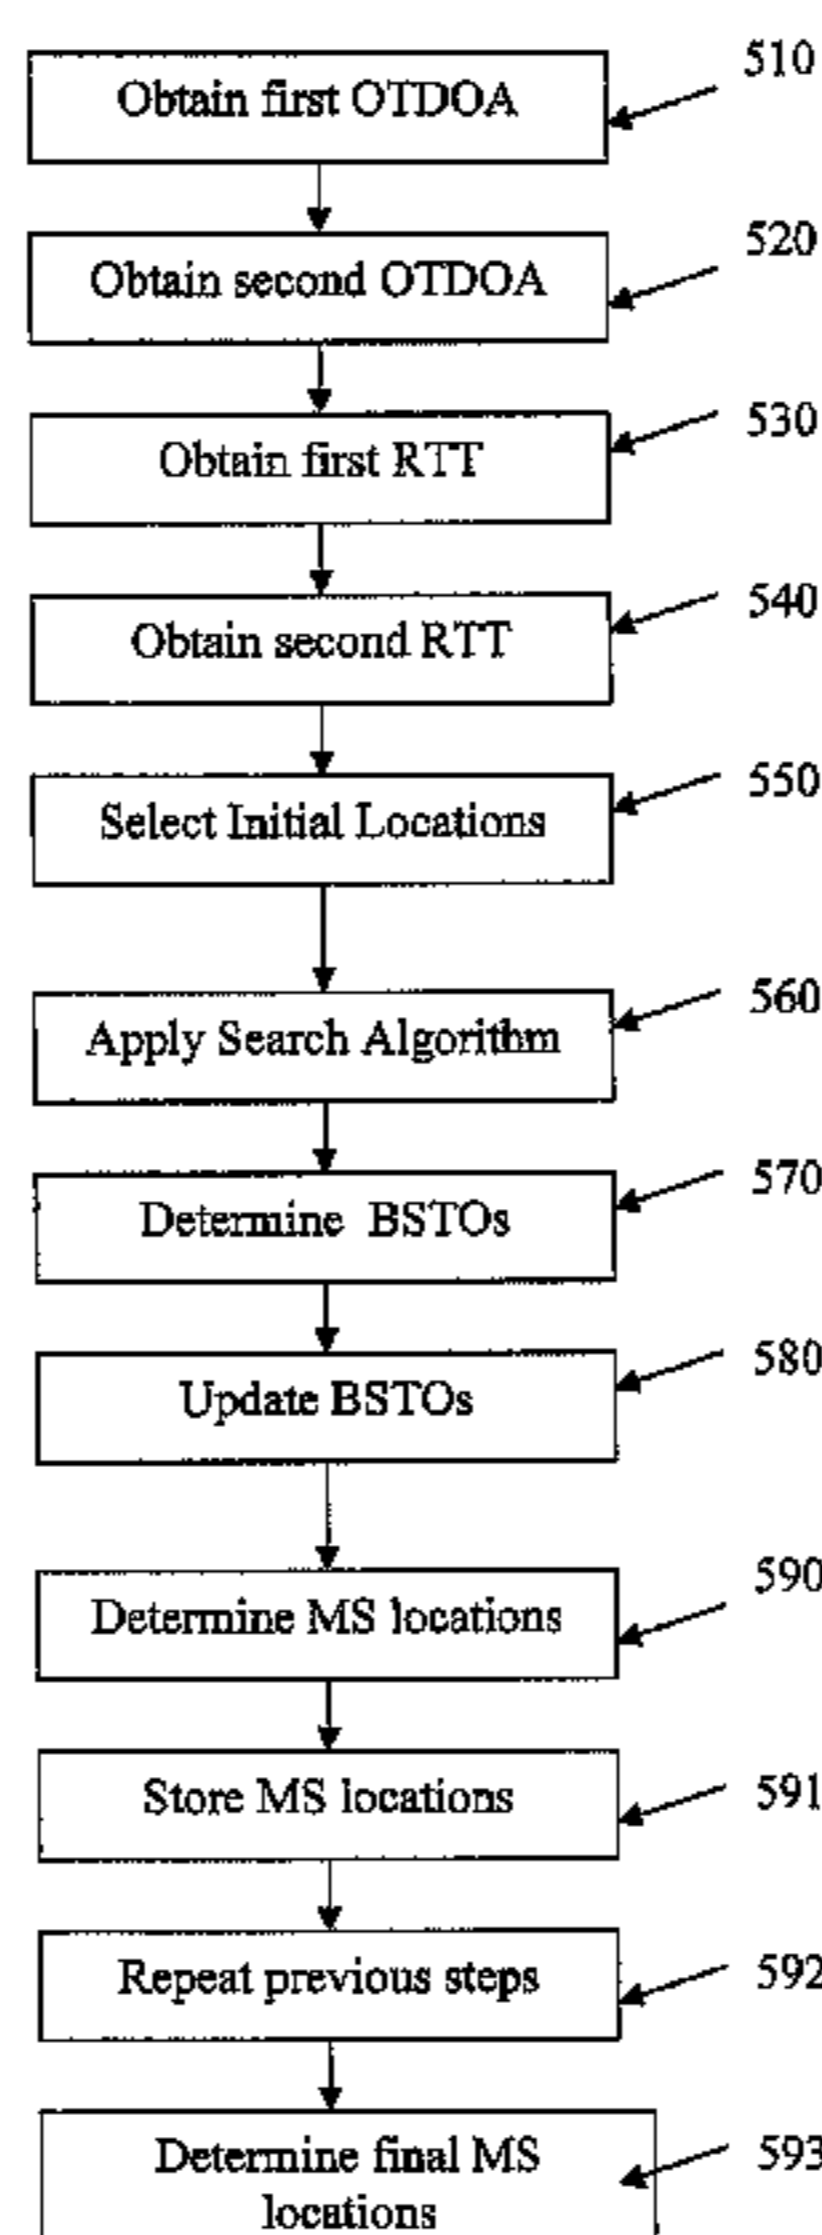 Obtain first OTDOA
510
Obtain second OTDOA
520
Obtain first RTT
530
Obtain second RTT
540
Select Initial Locations
550
Apply Search Algorithm
560
Determine BSTOs
570
Update BSTOs
580
Determine MS locations
590
Store MS locations
591
Repeat previous steps
592
Determine final MS
locations
593